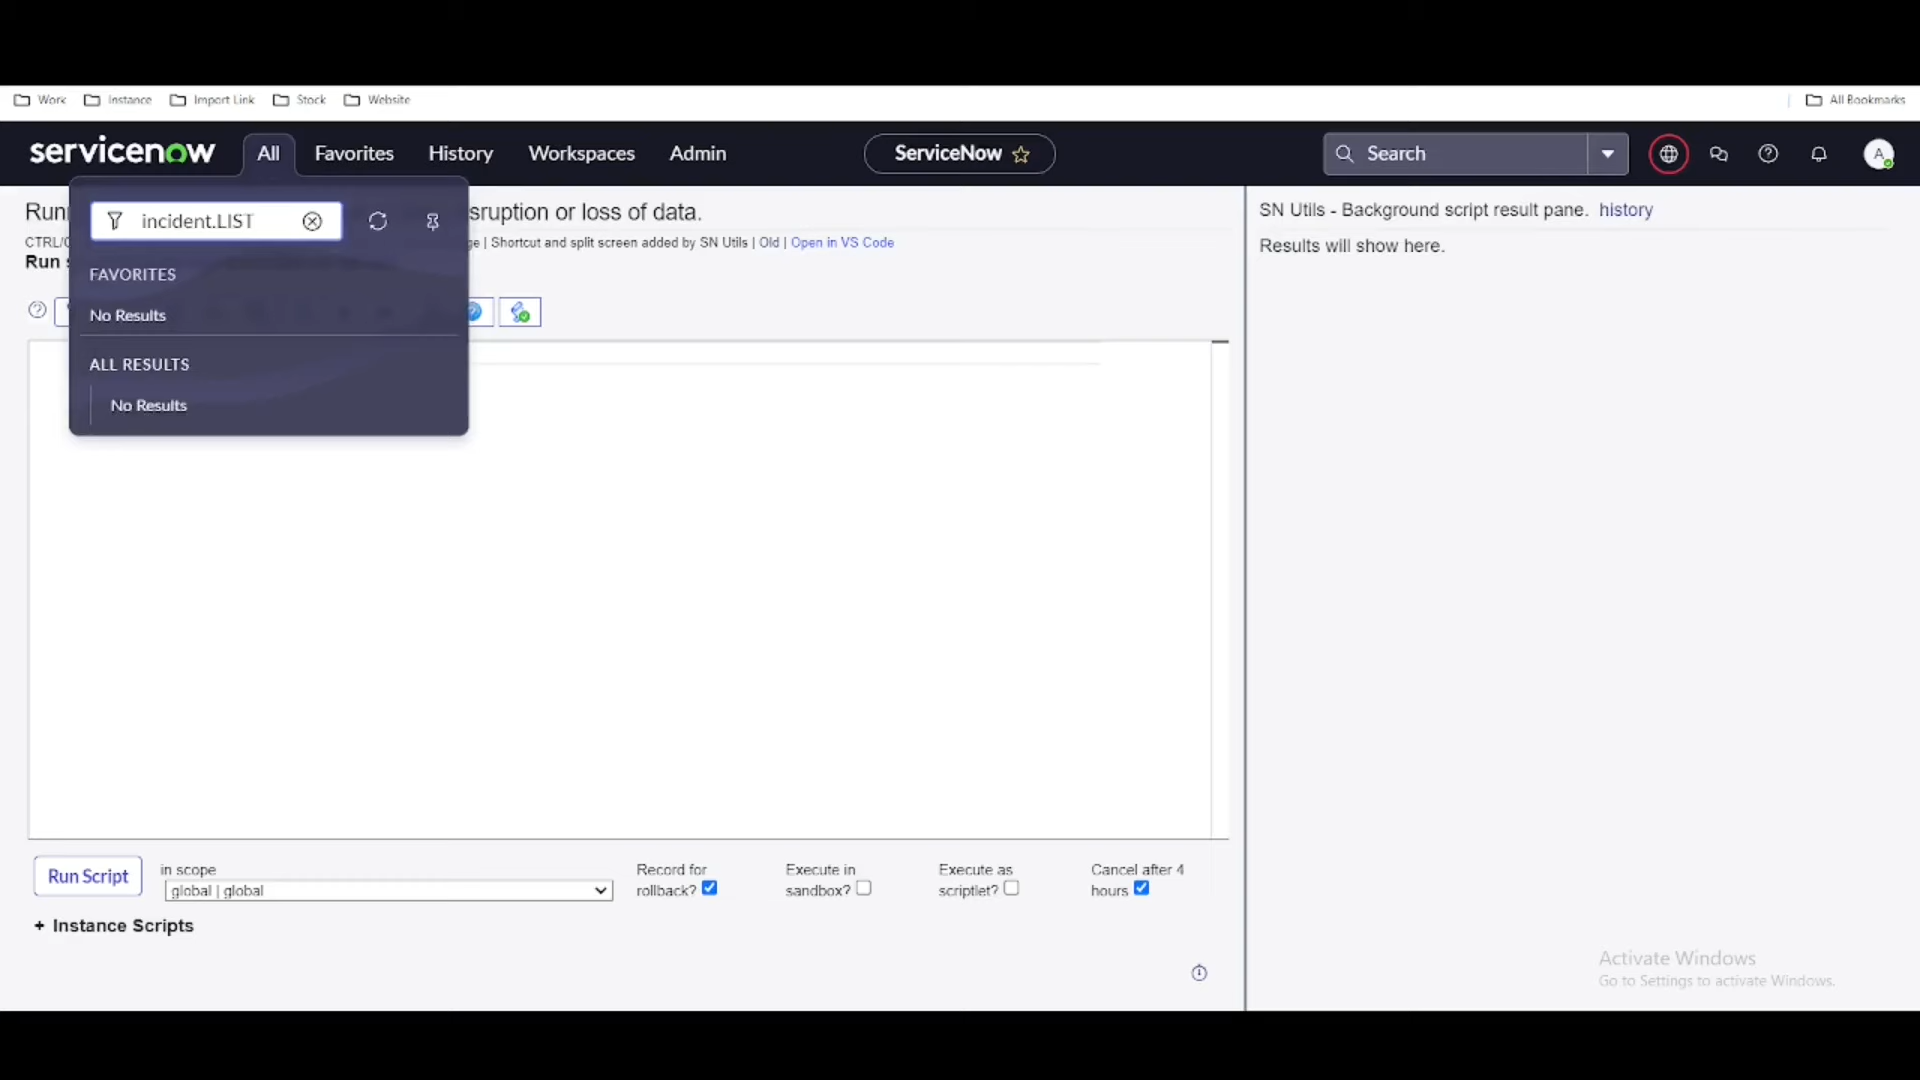 Work Instance Import Link Stock Website All Bookmarks
servicenow All Favorites History Workspaces Admin ServiceNow Search A
incident.LIST
FAVORITES
No Results
ALL RESULTS
No Results
sruption or loss of data.
CTRL/ | Shortcut and split screen added by SN Utils | Old | Open in VS Code
Run
SN Utils - Background script result pane. history
Results will show here.
Run Script
in scope
global | global
Record for
rollback?
Execute in
sandbox?
Execute as
scriptlet?
Cancel after 4
hours
+ Instance Scripts
Activate Windows
Go to Settings to activate Windows.